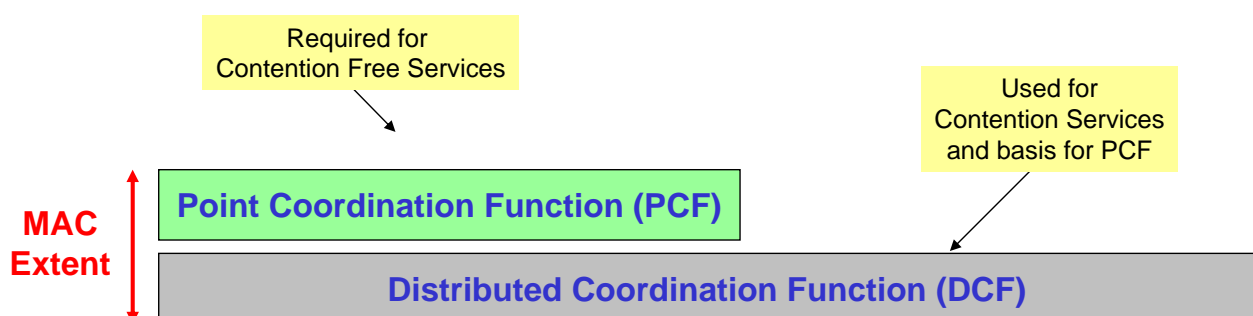 Required for
Contention Free Services
Used for
Contention Services
and basis for PCF
MAC
Extent
Point Coordination Function (PCF)
Distributed Coordination Function (DCF)